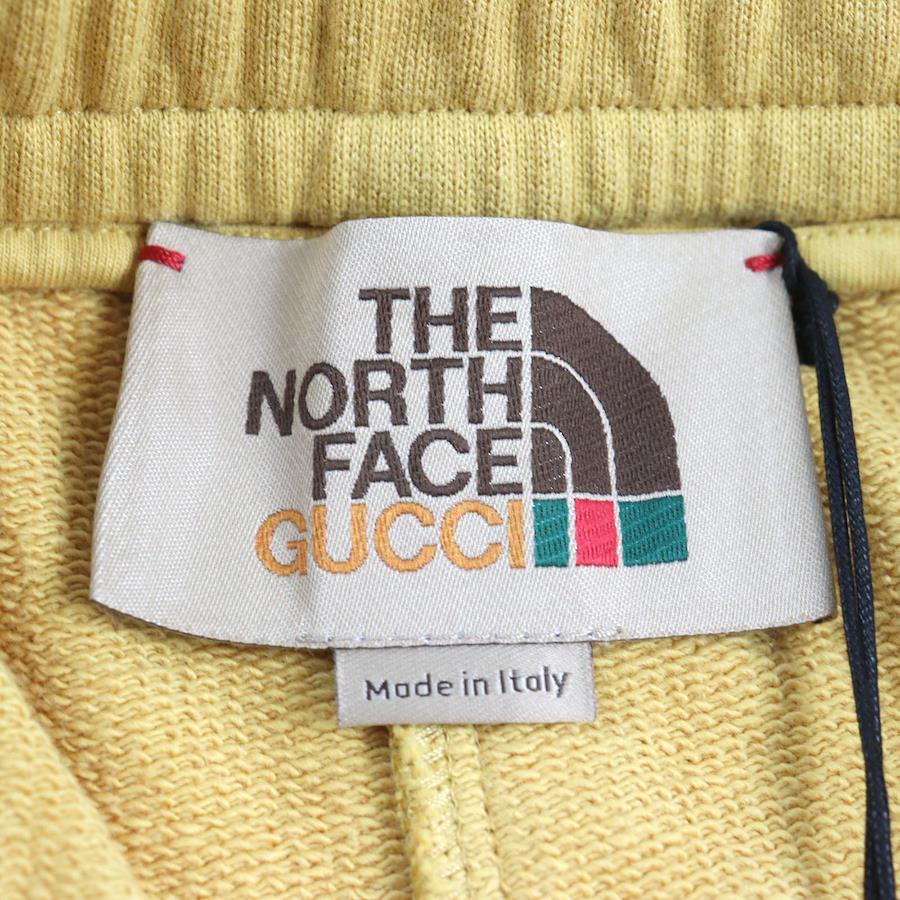 THE
NORTH
FACE
GUCCI
Made in Italy